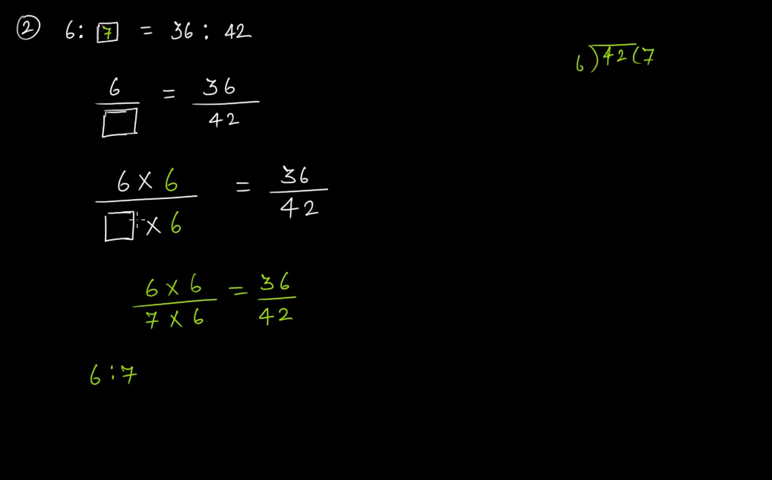 ② 6 : 7 = 36 : 42
6 ) 42 ( 7
6 / □ = 36 / 42
6 × 6 / □ × 6 = 36 / 42
6 × 6 / 7 × 6 = 36 / 42
6 : 7